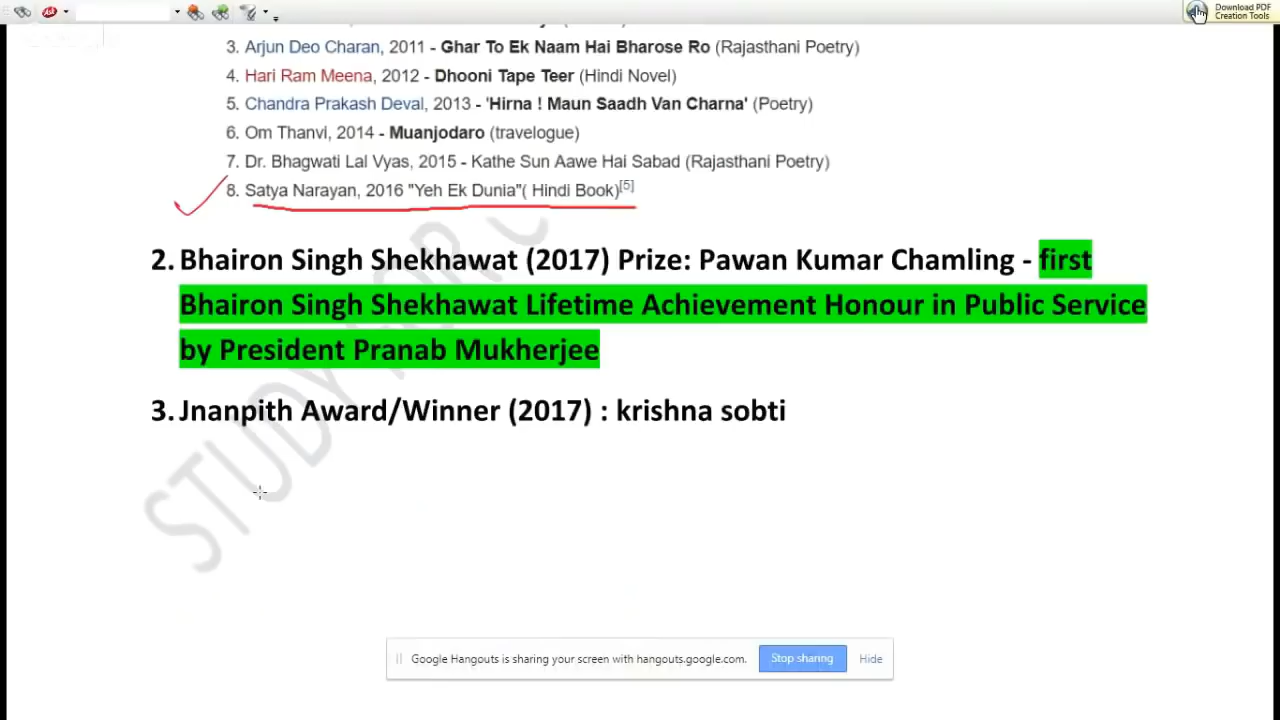 Download PDF
Creation Tools
3. Arjun Deo Charan, 2011 - Ghar To Ek Naam Hai Bharose Ro (Rajasthani Poetry)
4. Hari Ram Meena, 2012 - Dhooni Tape Teer (Hindi Novel)
5. Chandra Prakash Deval, 2013 - 'Hirna ! Maun Saadh Van Charna' (Poetry)
6. Om Thanvi, 2014 - Muanjodaro (travelogue)
7. Dr. Bhagwati Lal Vyas, 2015 - Kathe Sun Aawe Hai Sabad (Rajasthani Poetry)
8. Satya Narayan, 2016 "Yeh Ek Dunia"( Hindi Book)[5]
2. Bhairon Singh Shekhawat (2017) Prize: Pawan Kumar Chamling - first
Bhairon Singh Shekhawat Lifetime Achievement Honour in Public Service
by President Pranab Mukherjee
3. Jnanpith Award/Winner (2017) : krishna sobti
STUDY FOR
Google Hangouts is sharing your screen with hangouts.google.com. Stop sharing Hide